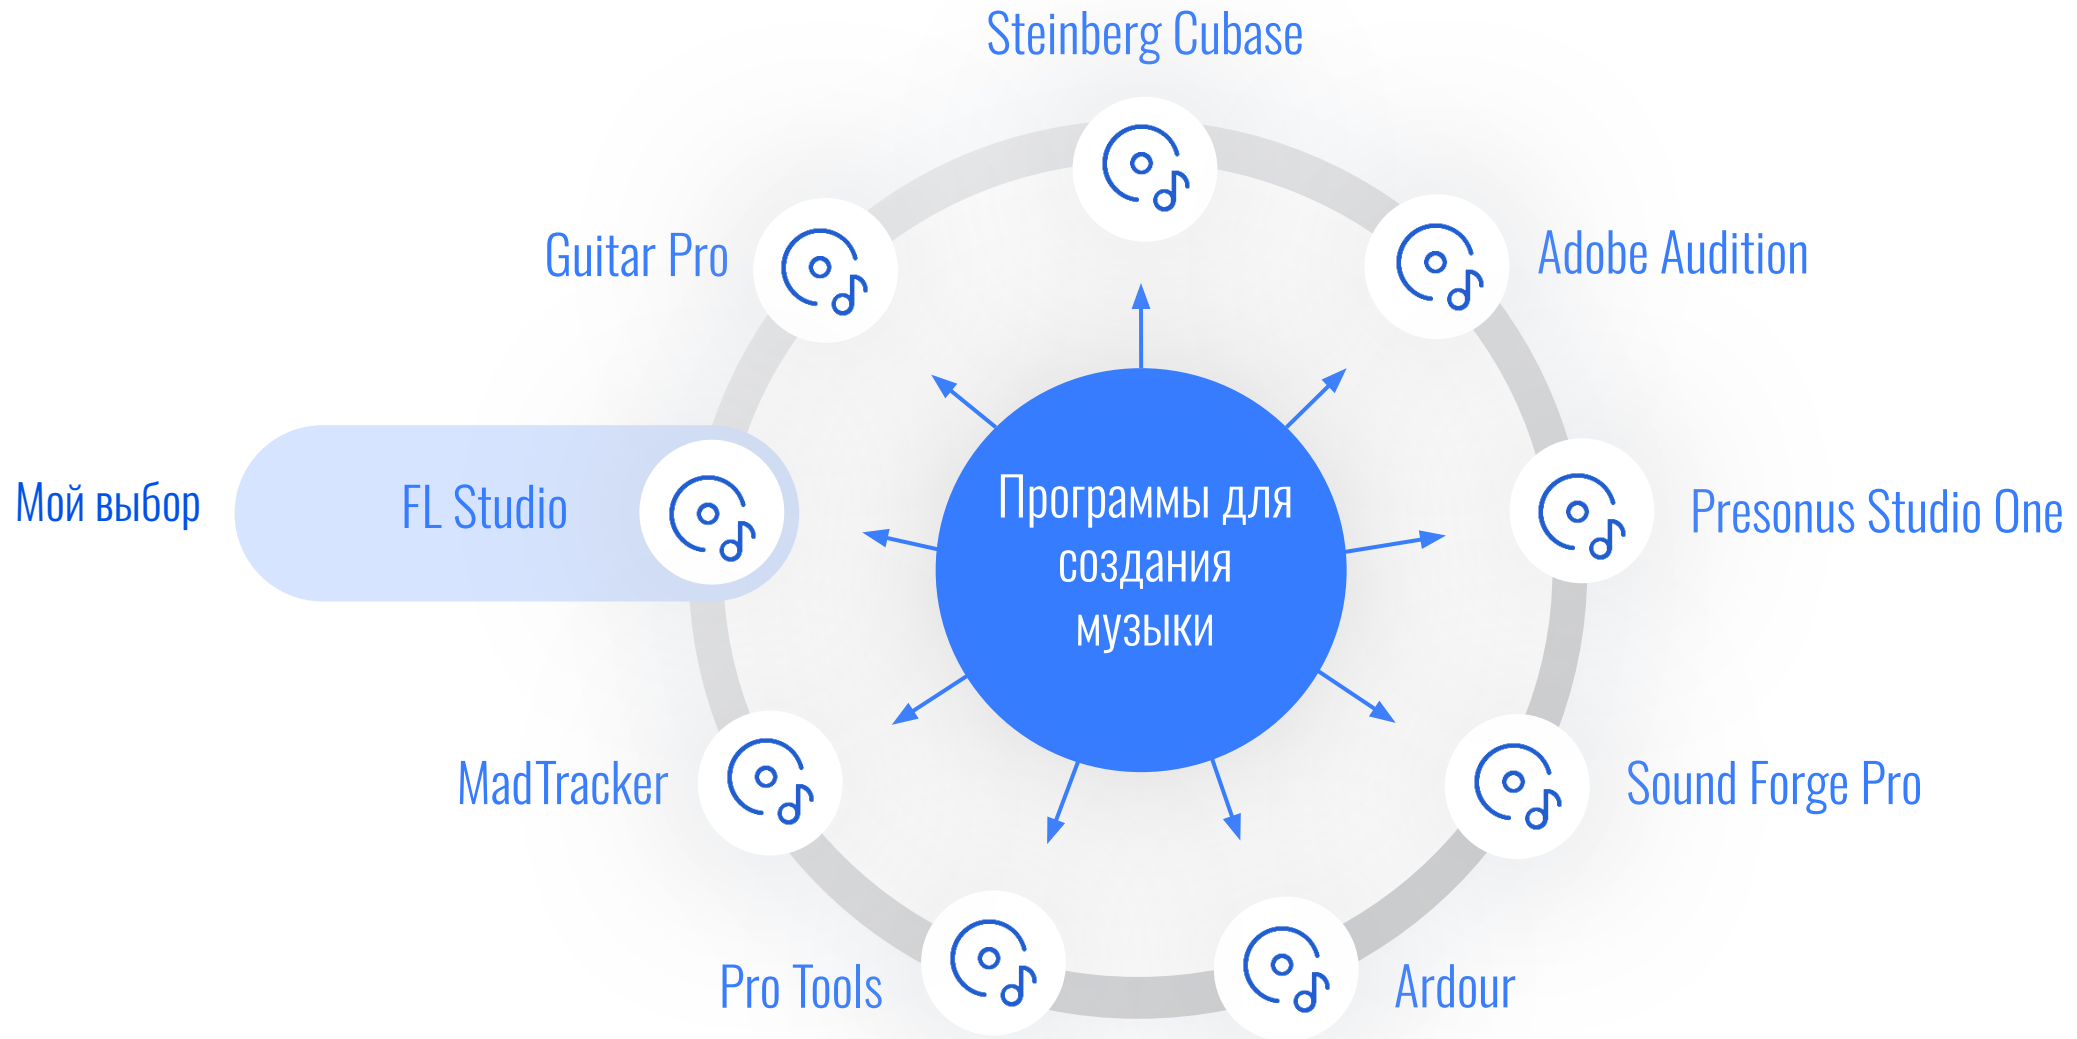 Steinberg Cubase
Guitar Pro
Adobe Audition
Мой выбор
FL Studio
Программы для
создания
музыки
Presonus Studio One
MadTracker
Sound Forge Pro
Pro Tools
Ardour